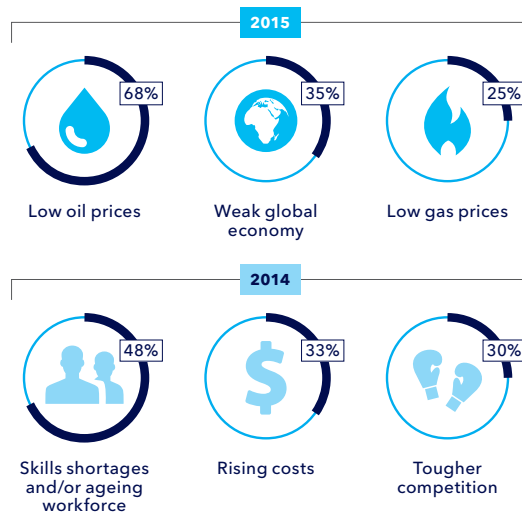 2015
68%
35%
25%
Low oil prices
Weak global
economy
Low gas prices
2014
48%
33%
30%
Skills shortages
and/or ageing
workforce
Rising costs
Tougher
competition